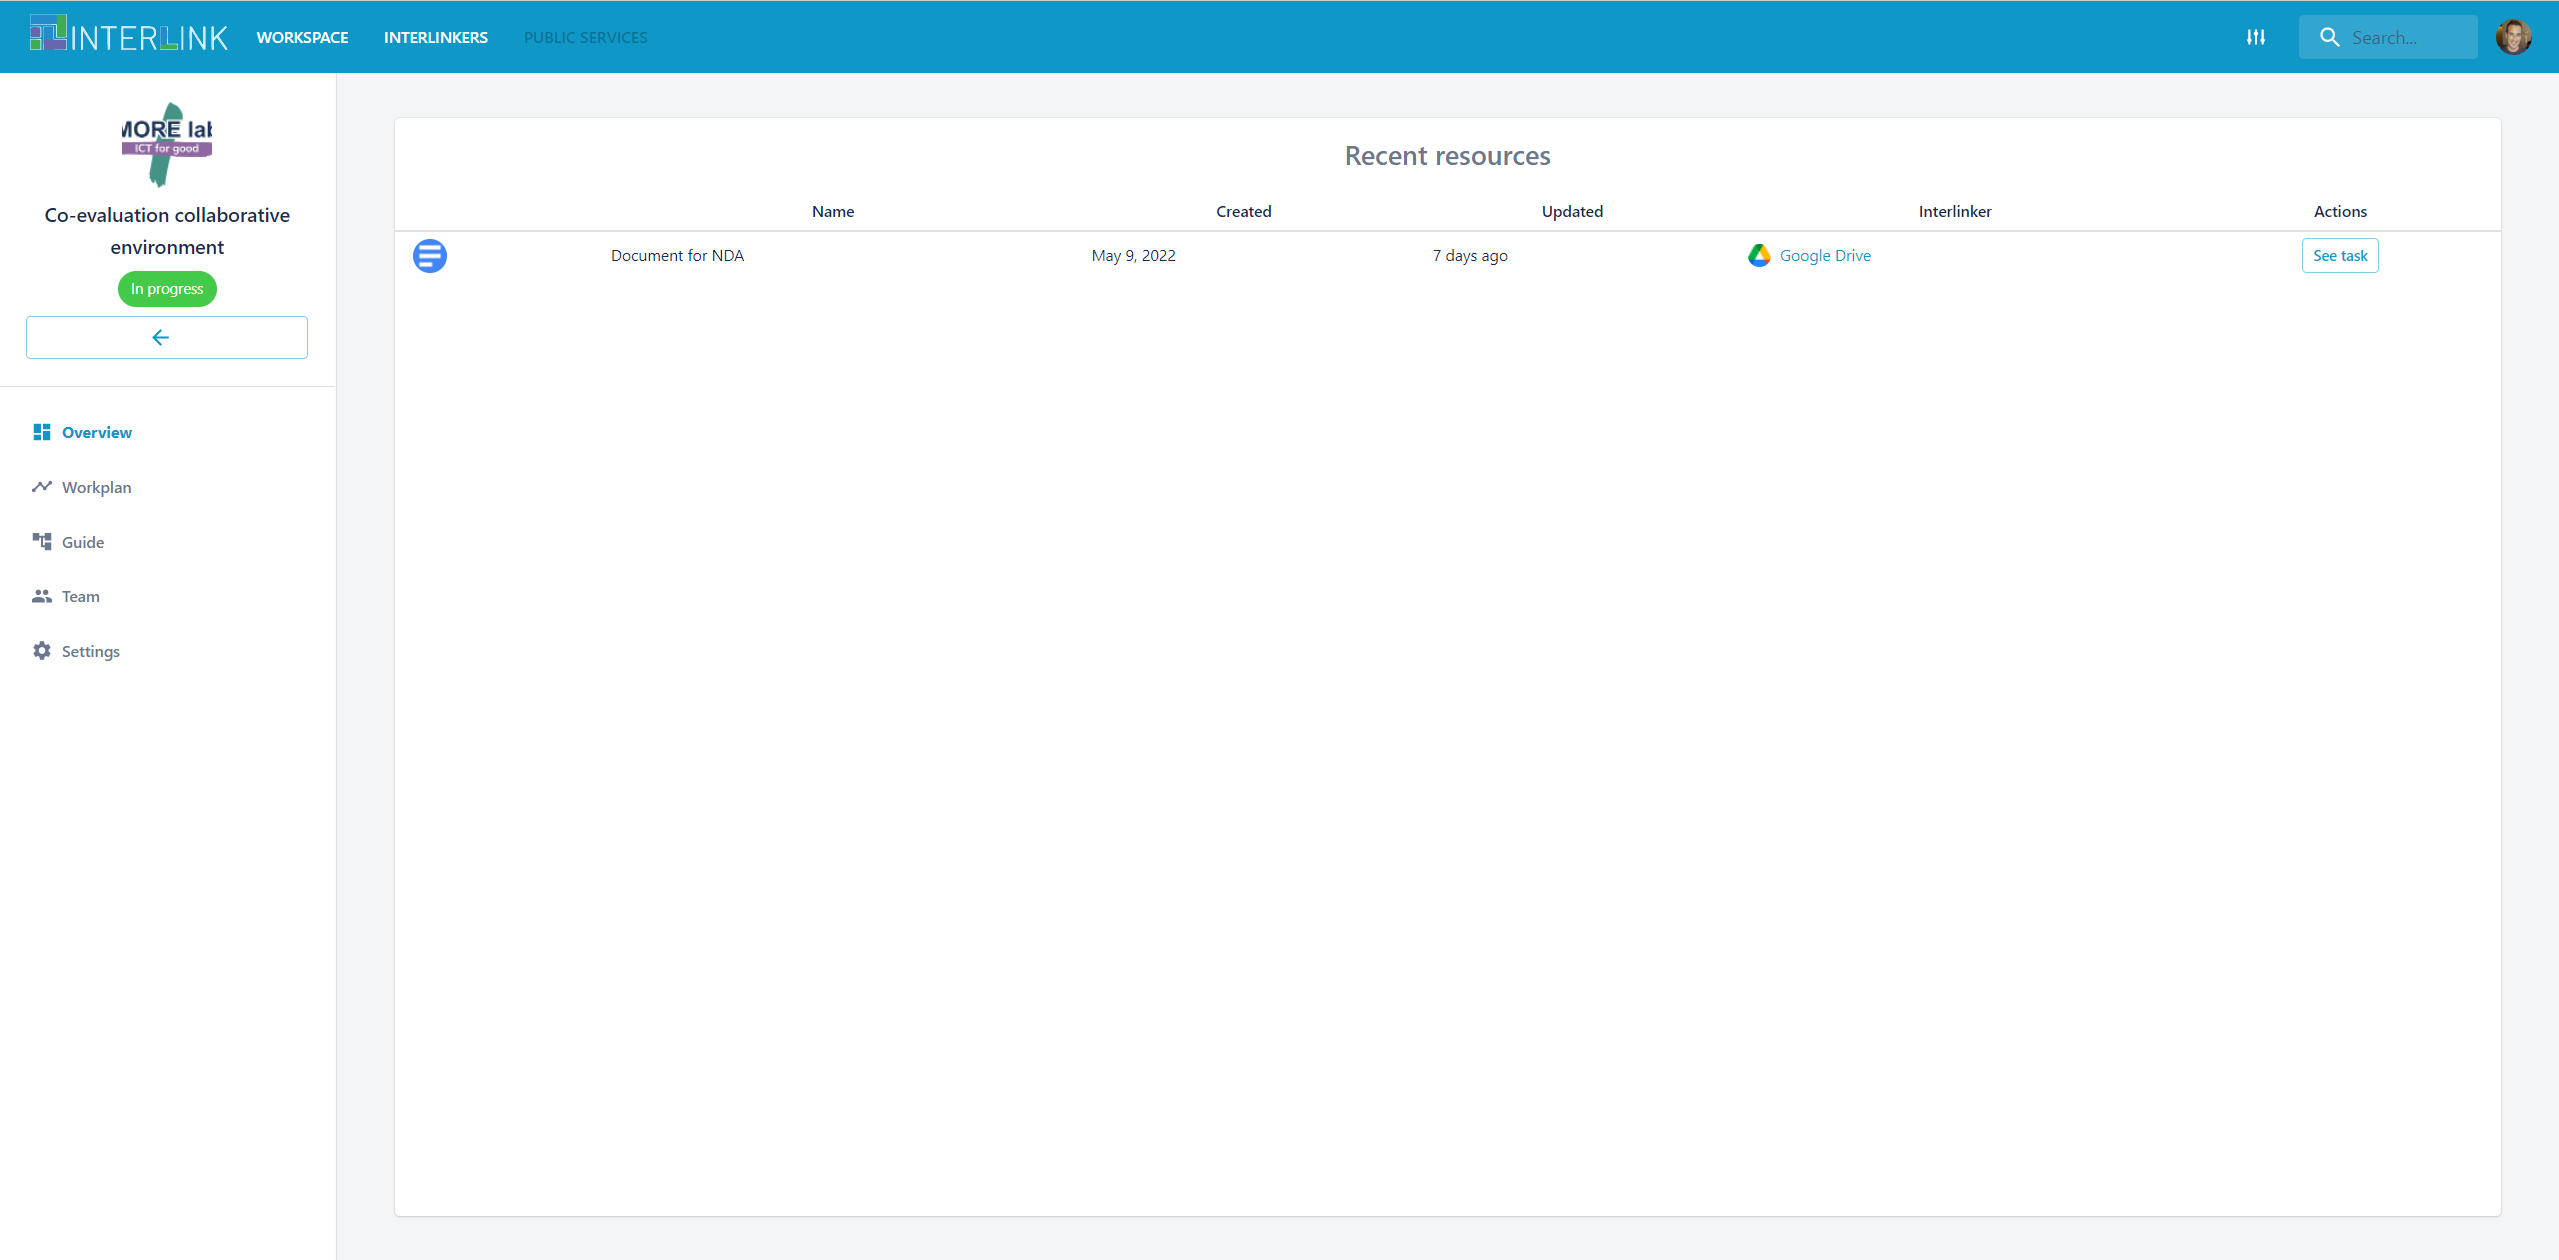 INTERLINK WORKSPACE INTERLINKERS PUBLIC SERVICES Search...
MORE lab
ICT for good
Co-evaluation collaborative
environment
In progress
Overview
Workplan
Guide
Team
Settings
Recent resources
Name Created Updated Interlinker Actions
Document for NDA May 9, 2022 7 days ago Google Drive See task